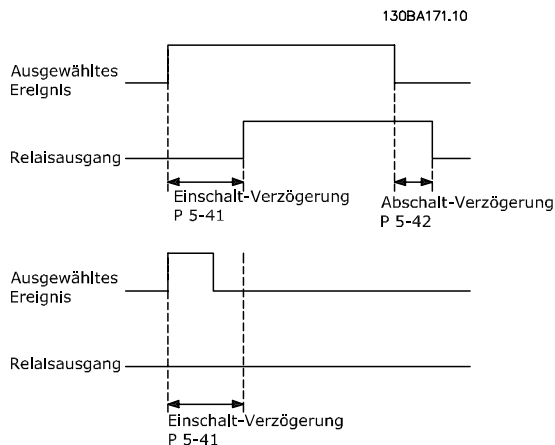 130BA171.10
Ausgewähltes
Ereignis
Relaisausgang
Einschalt-Verzögerung
P 5-41
Abschalt-Verzögerung
P 5-42
Ausgewähltes
Ereignis
Relaisausgang
Einschalt-Verzögerung
P 5-41